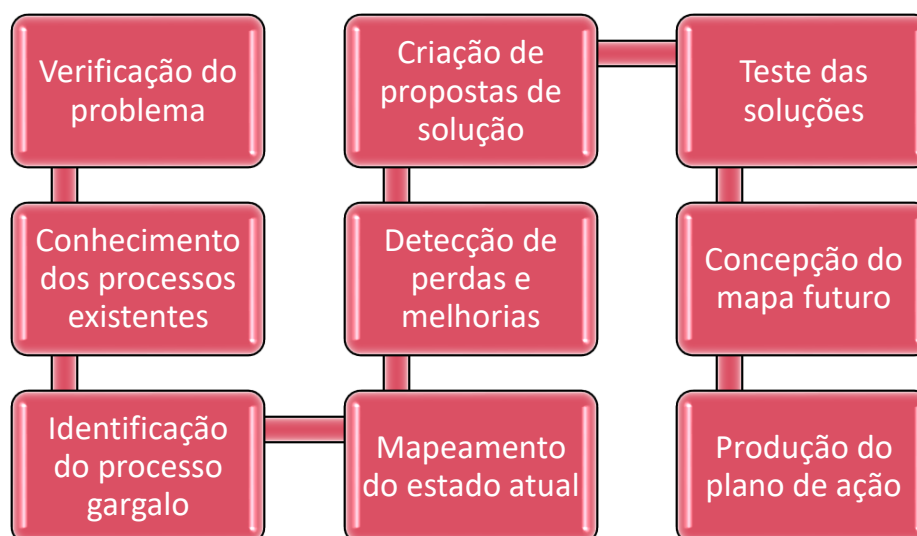 Verificação do
problema
Conhecimento
dos processos
existentes
Identificação
do processo
gargalo
Mapeamento
do estado atual
Detecção de
perdas e
melhorias
Criação de
propostas de
solução
Teste das
soluções
Concepção do
mapa futuro
Produção do
plano de ação